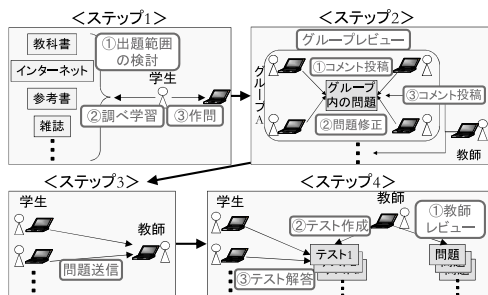 ＜ステップ1＞
教科書
インターネット
参考書
雑誌
①出題範囲
の検討
学生
②調べ学習
③作問
＜ステップ2＞
グループレビュー
グループA
①コメント投稿
グループ
内の問題
②問題修正
③コメント投稿
教師
＜ステップ3＞
学生
教師
問題送信
＜ステップ4＞
学生
教師
①教師
レビュー
②テスト作成
テスト1
問題
③テスト解答